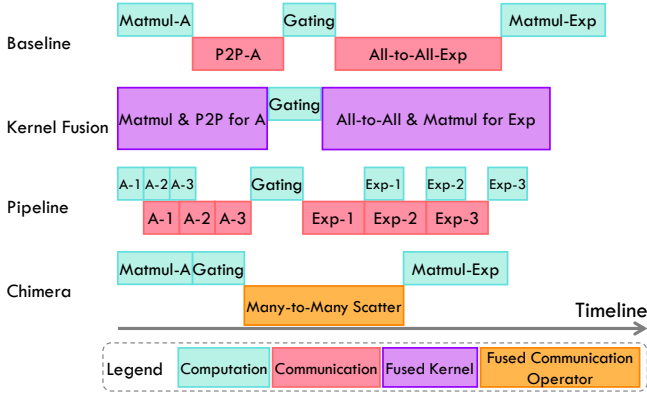 Baseline
Matmul-A
Gating
Matmul-Exp
P2P-A
All-to-All-Exp
Kernel Fusion
Matmul & P2P for A
Gating
All-to-All & Matmul for Exp
Pipeline
A-1 A-2 A-3
Gating
Exp-1
Exp-2
Exp-3
A-1 A-2 A-3
Exp-1 Exp-2 Exp-3
Chimera
Matmul-A Gating
Matmul-Exp
Many-to-Many Scatter
Timeline
Legend
Computation
Communication
Fused Kernel
Fused Communication
Operator